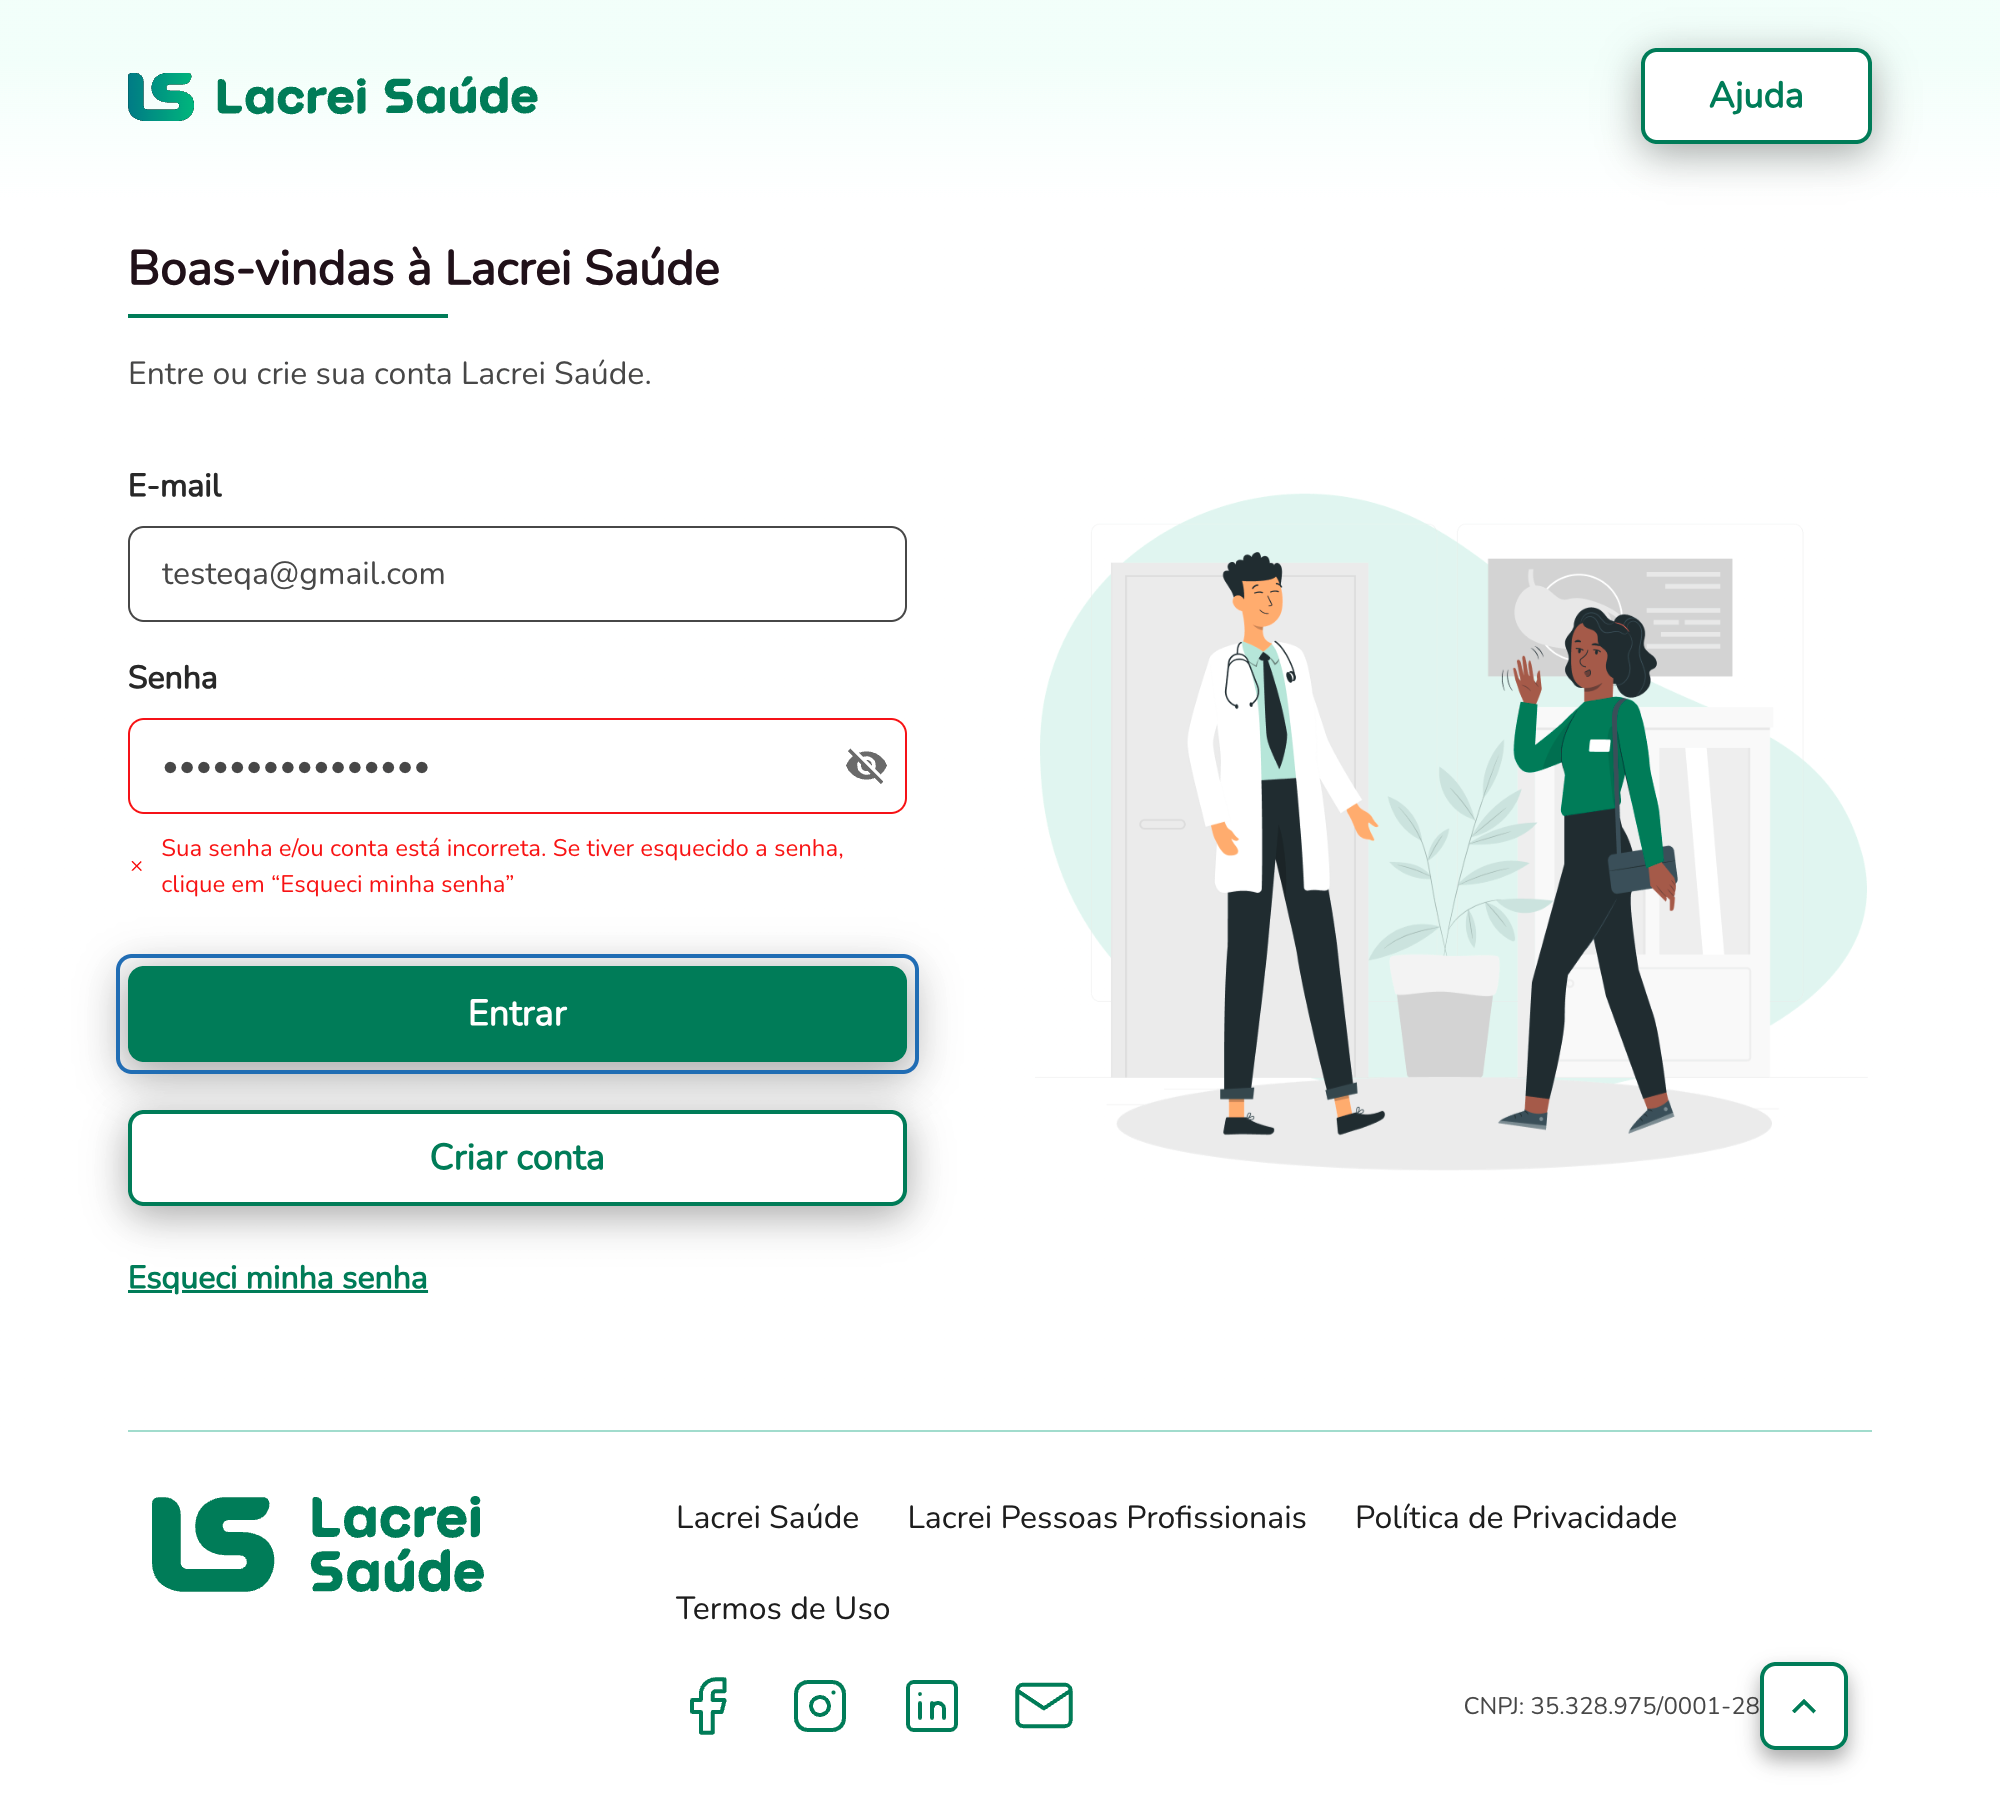 Lacrei Saúde
Ajuda
Boas-vindas à Lacrei Saúde
Entre ou crie sua conta Lacrei Saúde.
E-mail
testeqa@gmail.com
Senha
••••••••••••••••
× Sua senha e/ou conta está incorreta. Se tiver esquecido a senha,
clique em “Esqueci minha senha”
Entrar
Criar conta
Esqueci minha senha
Lacrei
Saúde
Lacrei Saúde Lacrei Pessoas Profissionais Política de Privacidade
Termos de Uso
CNPJ: 35.328.975/0001-28